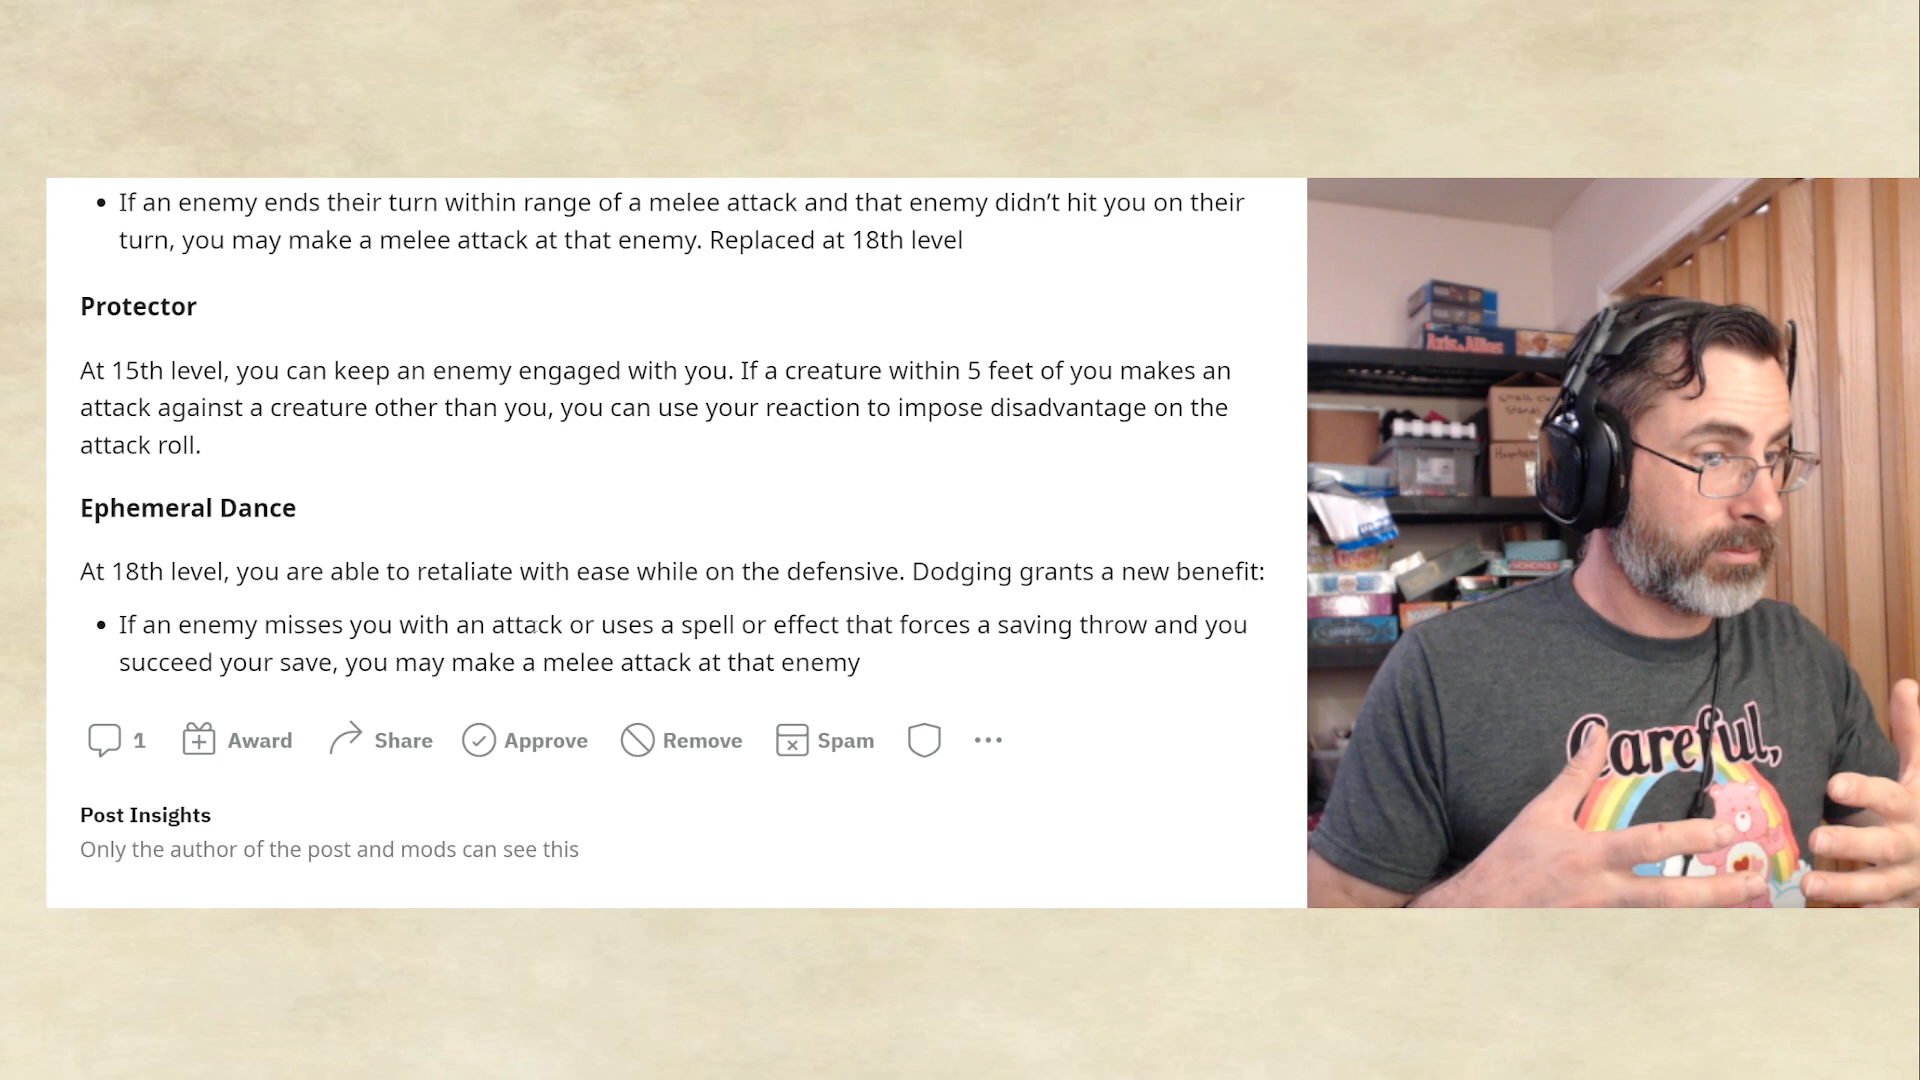 If an enemy ends their turn within range of a melee attack and that enemy didn’t hit you on their
turn, you may make a melee attack at that enemy. Replaced at 18th level
Protector
At 15th level, you can keep an enemy engaged with you. If a creature within 5 feet of you makes an
attack against a creature other than you, you can use your reaction to impose disadvantage on the
attack roll.
Ephemeral Dance
At 18th level, you are able to retaliate with ease while on the defensive. Dodging grants a new benefit:
If an enemy misses you with an attack or uses a spell or effect that forces a saving throw and you
succeed your save, you may make a melee attack at that enemy
1 Award Share Approve Remove Spam
Post Insights
Only the author of the post and mods can see this
Axis & Allies
MONOPOLY
Careful,